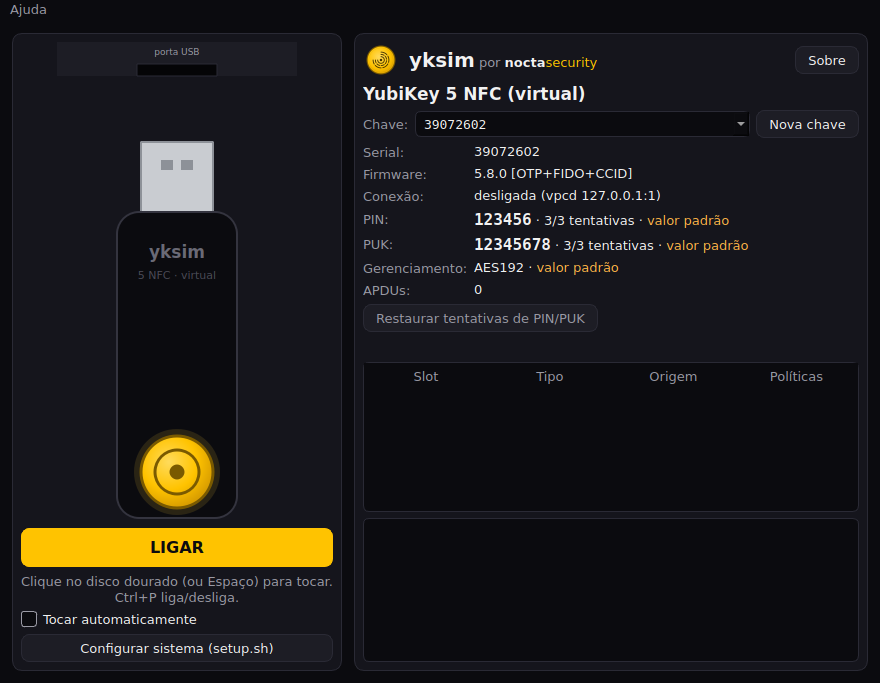 Ajuda
porta USB
yksim
5 NFC · virtual
LIGAR
Clique no disco dourado (ou Espaço) para tocar.
Ctrl+P liga/desliga.
Tocar automaticamente
Configurar sistema (setup.sh)
yksim por noctasecurity
Sobre
YubiKey 5 NFC (virtual)
Chave: 39072602
Nova chave
Serial: 39072602
Firmware: 5.8.0 [OTP+FIDO+CCID]
Conexão: desligada (vpcd 127.0.0.1:1)
PIN: 123456 · 3/3 tentativas · valor padrão
PUK: 12345678 · 3/3 tentativas · valor padrão
Gerenciamento: AES192 · valor padrão
APDUs: 0
Restaurar tentativas de PIN/PUK
Slot Tipo Origem Políticas